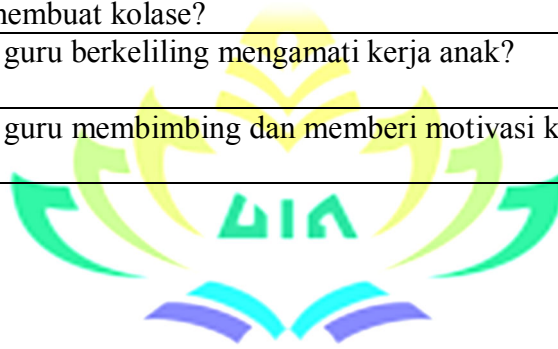 membuat kolase?
guru berkeliling mengamati kerja anak?
guru membimbing dan memberi motivasi k
UIN